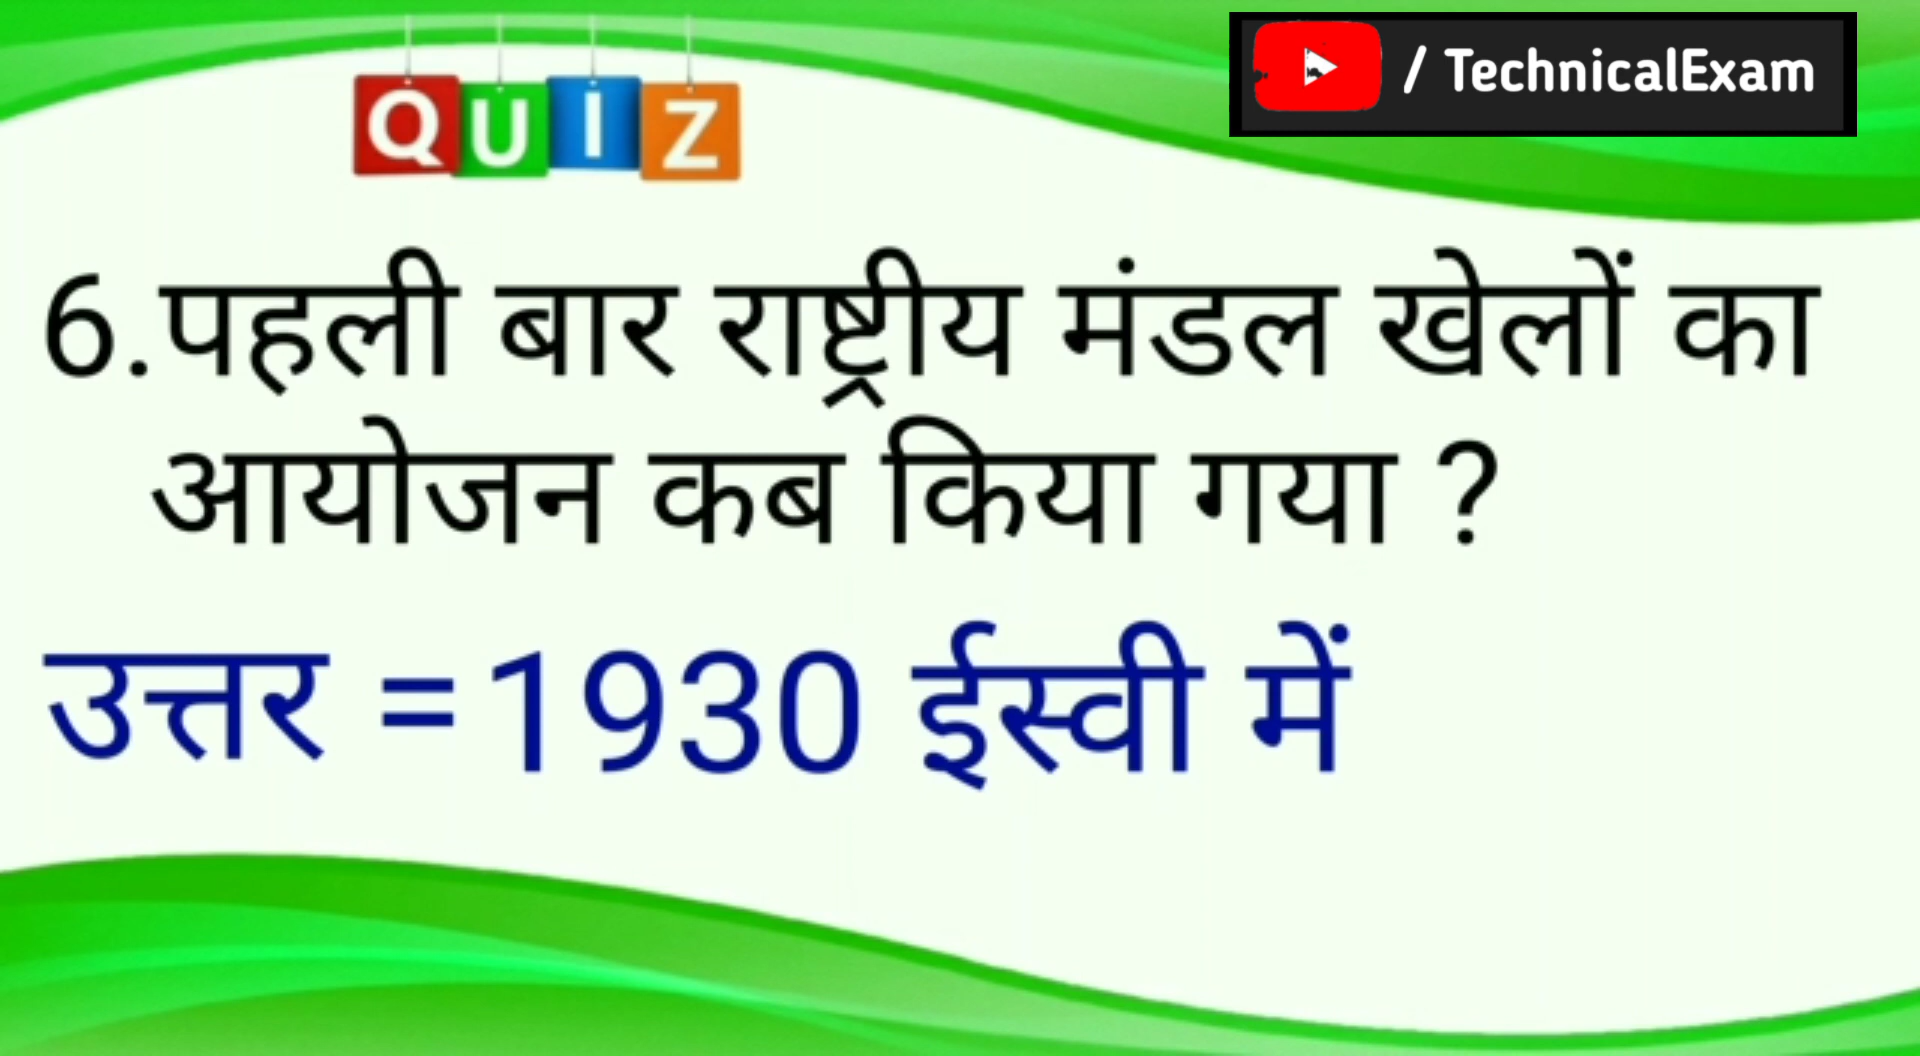 QUIZ
/ TechnicalExam
6.पहली बार राष्ट्रीय मंडल खेलों का
आयोजन कब किया गया ?
उत्तर =1930 ईस्वी में